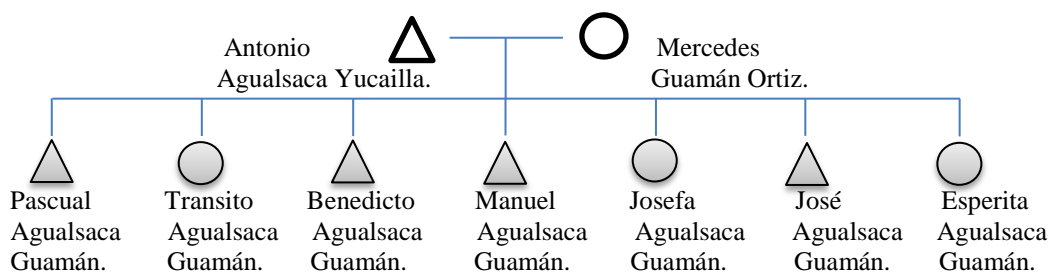 Antonio
Agualsaca Yucailla.
Mercedes
Guamán Ortiz.
Pascual
Agualsaca
Guamán.
Transito
Agualsaca
Guamán.
Benedicto
Agualsaca
Guamán.
Manuel
Agualsaca
Guamán.
Josefa
Agualsaca
Guamán.
José
Agualsaca
Guamán.
Esperita
Agualsaca
Guamán.